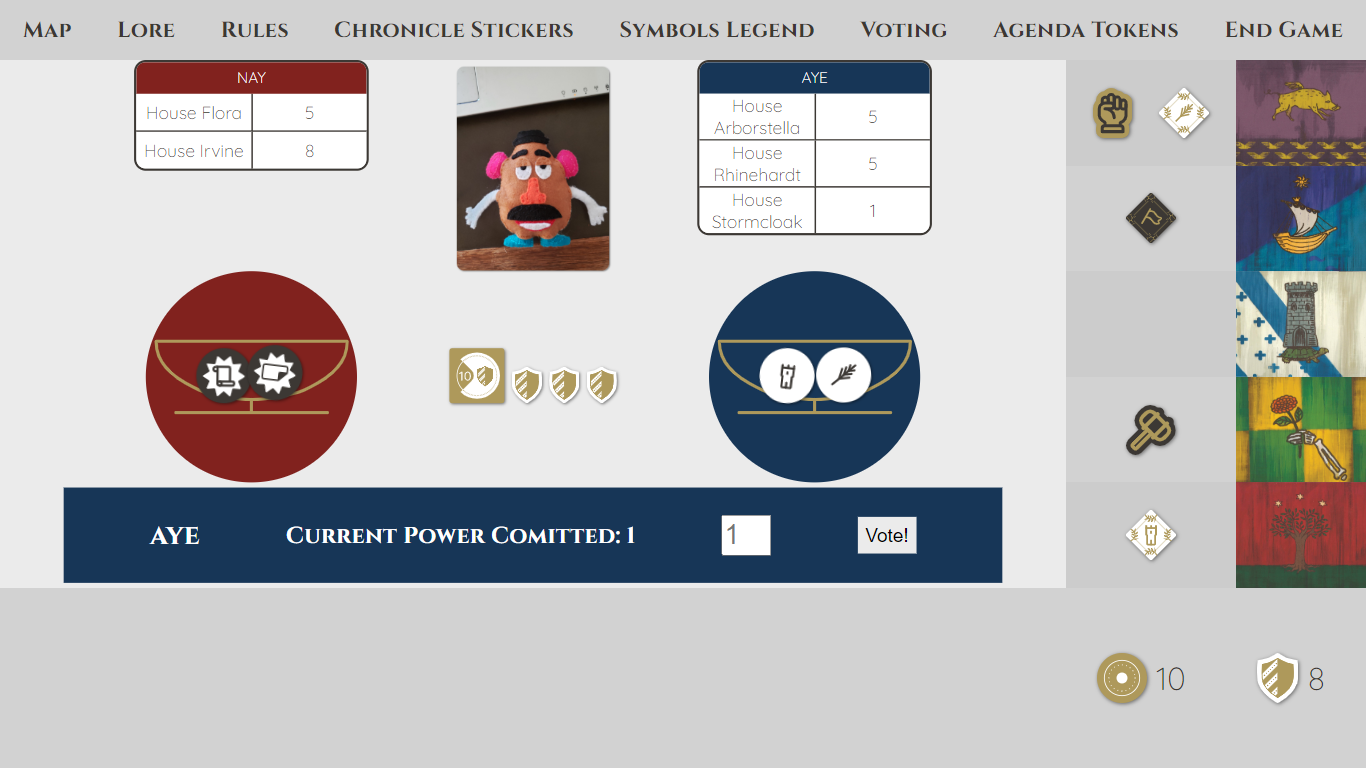 Map Lore Rules Chronicle Stickers Symbols Legend Voting Agenda Tokens End Game
NAY
House Flora 5
House Irvine 8
AYE
House
Arborstella 5
House
Rhinehardt 5
House
Stormcloak 1
10
AYE Current Power Comitted: 1 1 Vote!
10 8